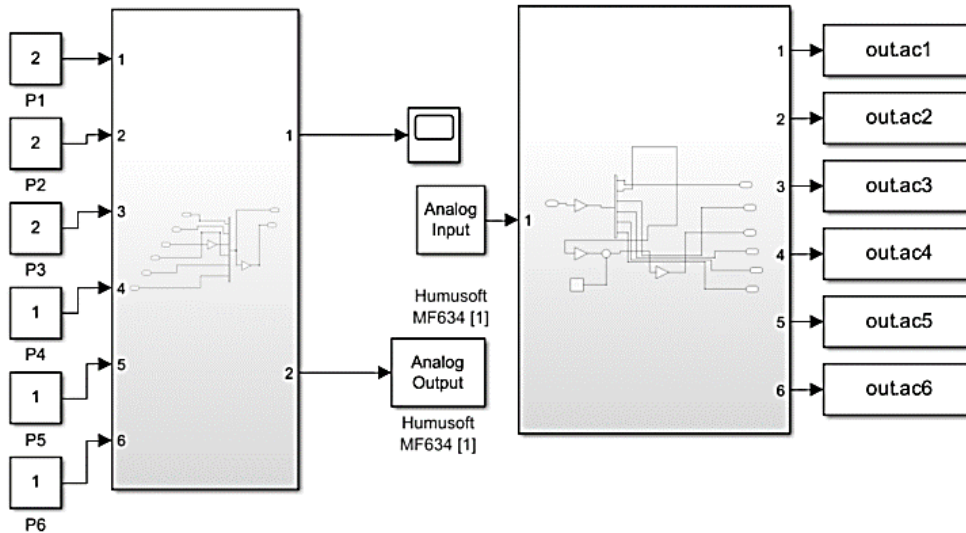 2
P1
2
P2
2
P3
1
P4
1
P5
1
P6
1
2
3
4
5
6
1
2
Analog
Input
Humusoft
MF634 [1]
Analog
Output
Humusoft
MF634 [1]
1
1
2
3
4
5
6
out.ac1
out.ac2
out.ac3
out.ac4
out.ac5
out.ac6